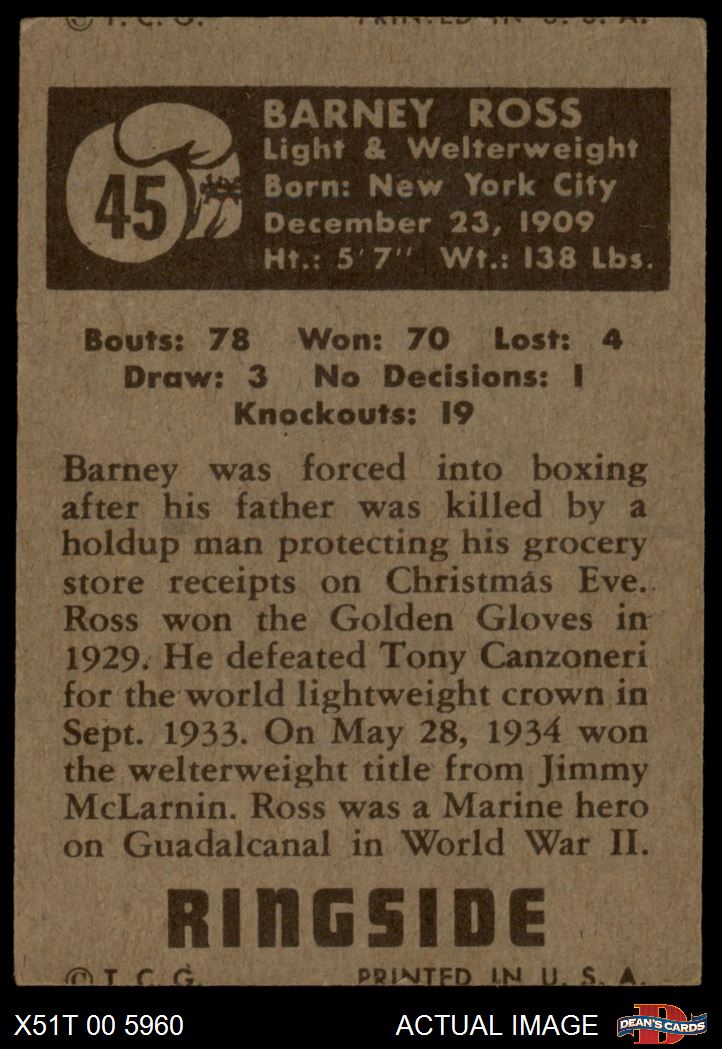 © T. C. G. PRINTED IN U. S. A.
45
BARNEY ROSS
Light & Welterweight
Born: New York City
December 23, 1909
Ht.: 5' 7" Wt.: 138 Lbs.
Bouts: 78 Won: 70 Lost: 4
Draw: 3 No Decisions: 1
Knockouts: 19
Barney was forced into boxing
after his father was killed by a
holdup man protecting his grocery
store receipts on Christmas Eve.
Ross won the Golden Gloves in
1929. He defeated Tony Canzoneri
for the world lightweight crown in
Sept. 1933. On May 28, 1934 won
the welterweight title from Jimmy
McLarnin. Ross was a Marine hero
on Guadalcanal in World War II.
RINGSIDE
© T. C. G. PRINTED IN U. S. A.
X51T 00 5960 ACTUAL IMAGE D DEAN'S CARDS